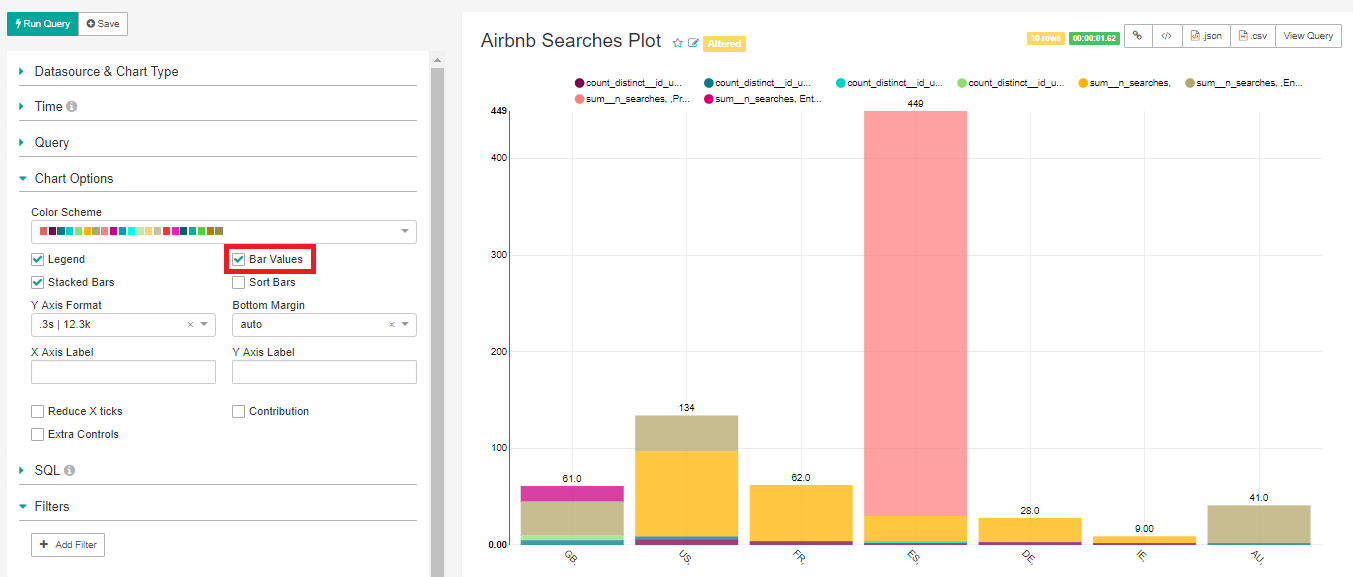 Run Query Save
Datasource & Chart Type
Time
Query
Chart Options
Color Scheme
Legend
Bar Values
Stacked Bars
Sort Bars
Y Axis Format
Bottom Margin
.3s | 12.3k
auto
X Axis Label
Y Axis Label
Reduce X ticks
Contribution
Extra Controls
SQL
Filters
Add Filter
Airbnb Searches Plot Altered
10 rows 00:00:01.62 </> .json .csv View Query
count_distinct__id_u... count_distinct__id_u... count_distinct__id_u... count_distinct__id_u... sum__n_searches, sum__n_searches, ,En...
sum__n_searches, ,Pr... sum__n_searches, Ent...
449
449
400
300
200
134
100
61.0
62.0
28.0
9.00
41.0
0.00
GB, US, FR, ES, DE, IE, AU,